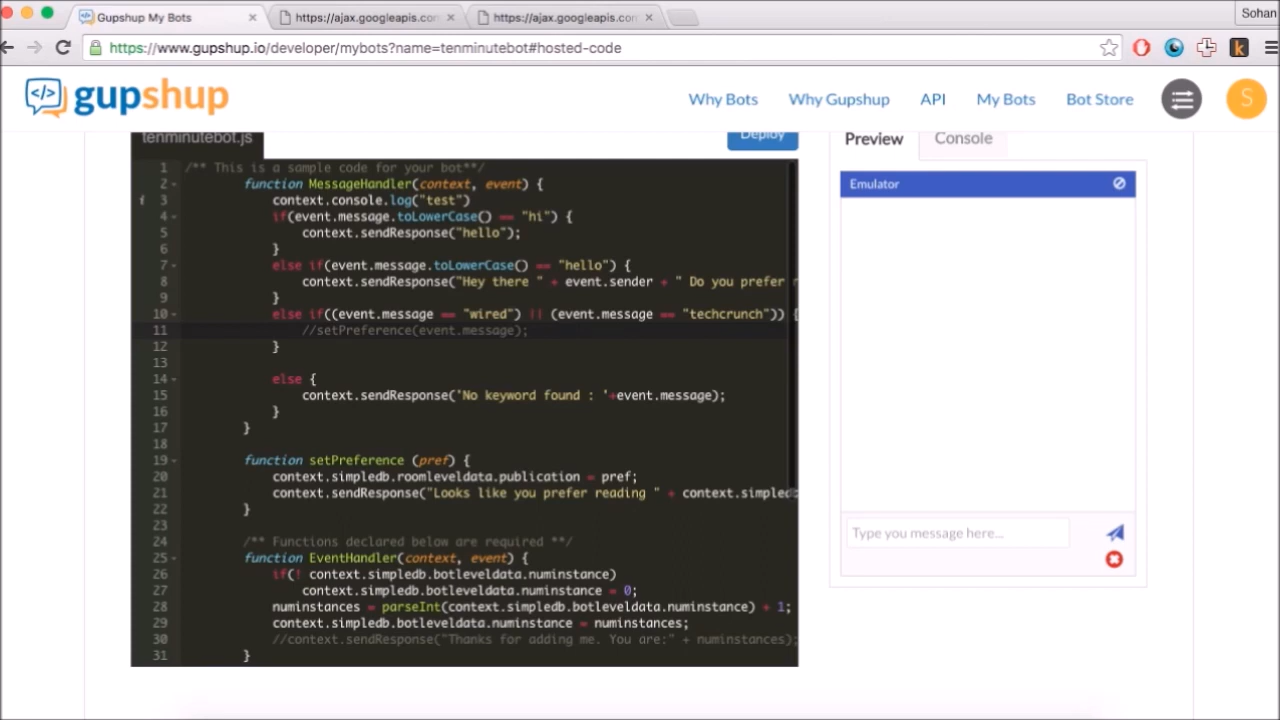 Gupshup My Bots
https://ajax.googleapis.com
https://ajax.googleapis.com
Sohan
https://www.gupshup.io/developer/mybots?name=tenminutebot#hosted-code
k
gupshup
Why Bots
Why Gupshup
API
My Bots
Bot Store
S
tenminutebot.js
Deploy
Preview
Console
1 /** This is a sample code for your bot**/
2 function MessageHandler(context, event) {
i 3 context.console.log("test")
4 if(event.message.toLowerCase() == "hi") {
5 context.sendResponse("hello");
6 }
7 else if(event.message.toLowerCase() == "hello") {
8 context.sendResponse("Hey there " + event.sender + " Do you prefer r
9 }
10 else if((event.message == "wired") || (event.message == "techcrunch")) {
11 //setPreference(event.message);
12 }
13
14 else {
15 context.sendResponse('No keyword found : '+event.message);
16 }
17 }
18
19 function setPreference (pref) {
20 context.simpledb.roomleveldata.publication = pref;
21 context.sendResponse("Looks like you prefer reading " + context.simpled
22 }
23
24 /** Functions declared below are required **/
25 function EventHandler(context, event) {
26 if(! context.simpledb.botleveldata.numinstance)
27 context.simpledb.botleveldata.numinstance = 0;
28 numinstances = parseInt(context.simpledb.botleveldata.numinstance) + 1;
29 context.simpledb.botleveldata.numinstance = numinstances;
30 //context.sendResponse("Thanks for adding me. You are:" + numinstances);
31 }
Emulator
Type you message here...